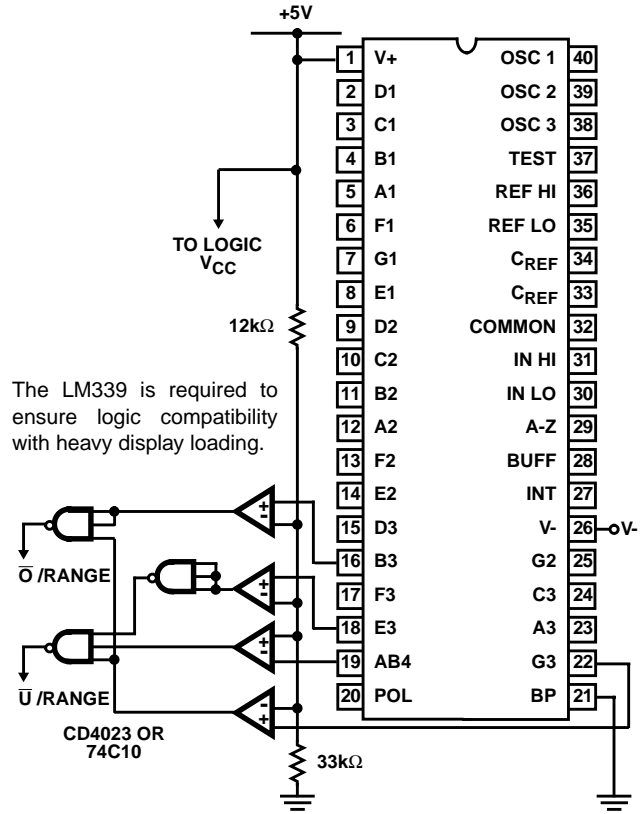 +5V
1 V+ OSC 1 40
2 D1 OSC 2 39
3 C1 OSC 3 38
4 B1 TEST 37
5 A1 REF HI 36
6 F1 REF LO 35
7 G1 CREF 34
8 E1 CREF 33
9 D2 COMMON 32
10 C2 IN HI 31
11 B2 IN LO 30
12 A2 A-Z 29
13 F2 BUFF 28
14 E2 INT 27
15 D3 V- 26 V-
16 B3 G2 25
17 F3 C3 24
18 E3 A3 23
19 AB4 G3 22
20 POL BP 21
TO LOGIC
VCC
12kΩ
The LM339 is required to
ensure logic compatibility
with heavy display loading.
+
-
O̅ /RANGE
+
-
+
-
U̅ /RANGE
-
+
CD4023 OR
74C10
33kΩ